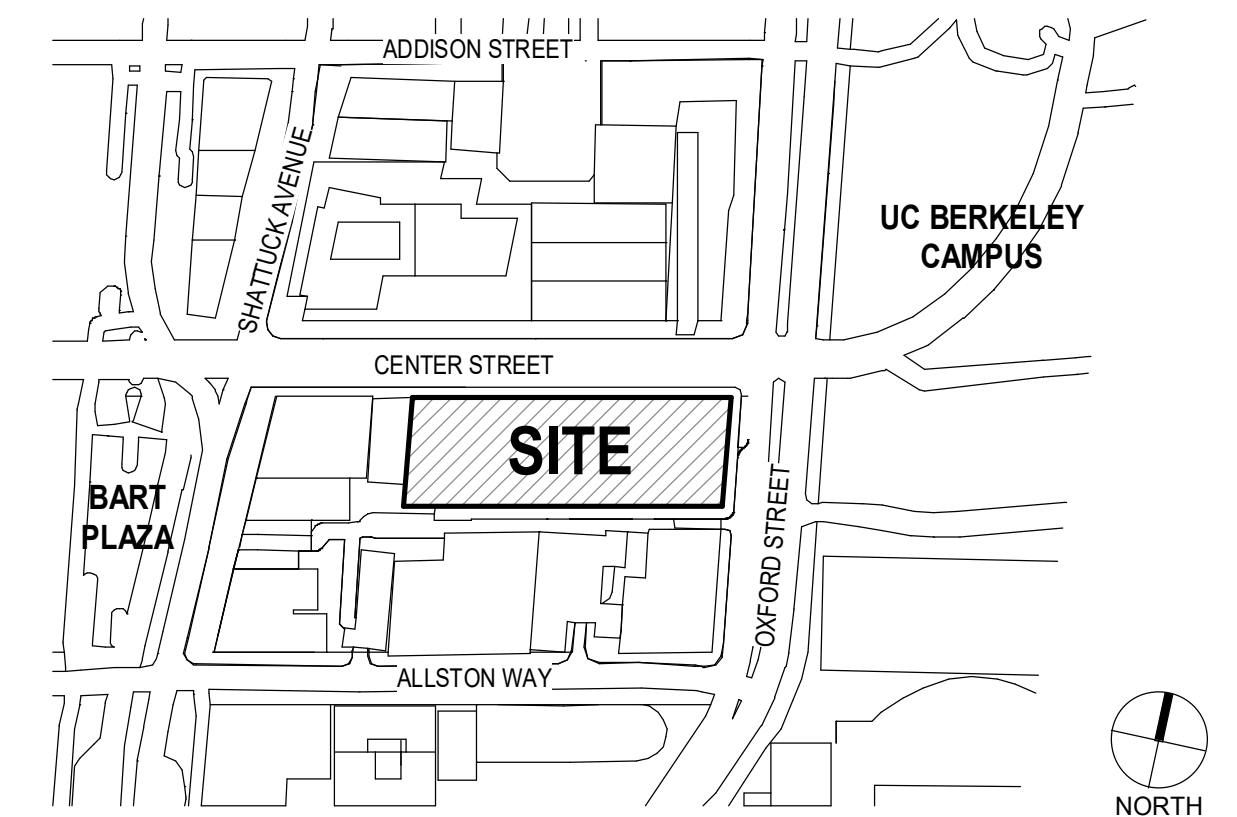 ADDISON STREET
SHATTUCK AVENUE
UC BERKELEY
CAMPUS
CENTER STREET
SITE
BART
PLAZA
OXFORD STREET
ALLSTON WAY
NORTH